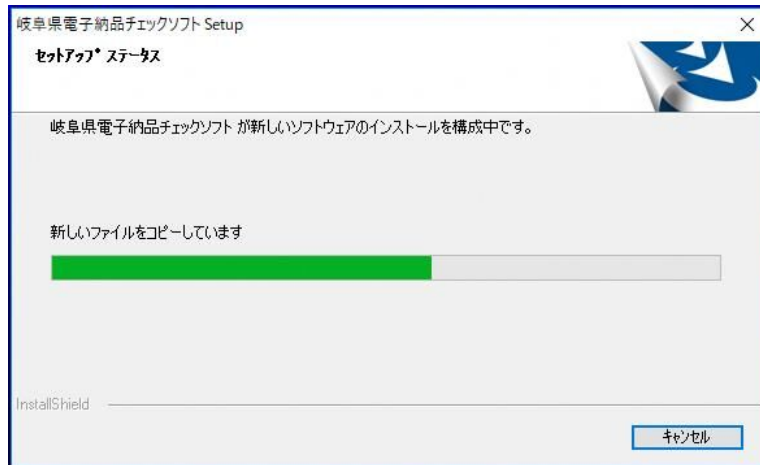 岐阜県電子納品チェックソフト Setup
セットアップ ステータス
岐阜県電子納品チェックソフト が新しいソフトウェアのインストールを構成中です。
新しいファイルをコピーしています
InstallShield
キャンセル